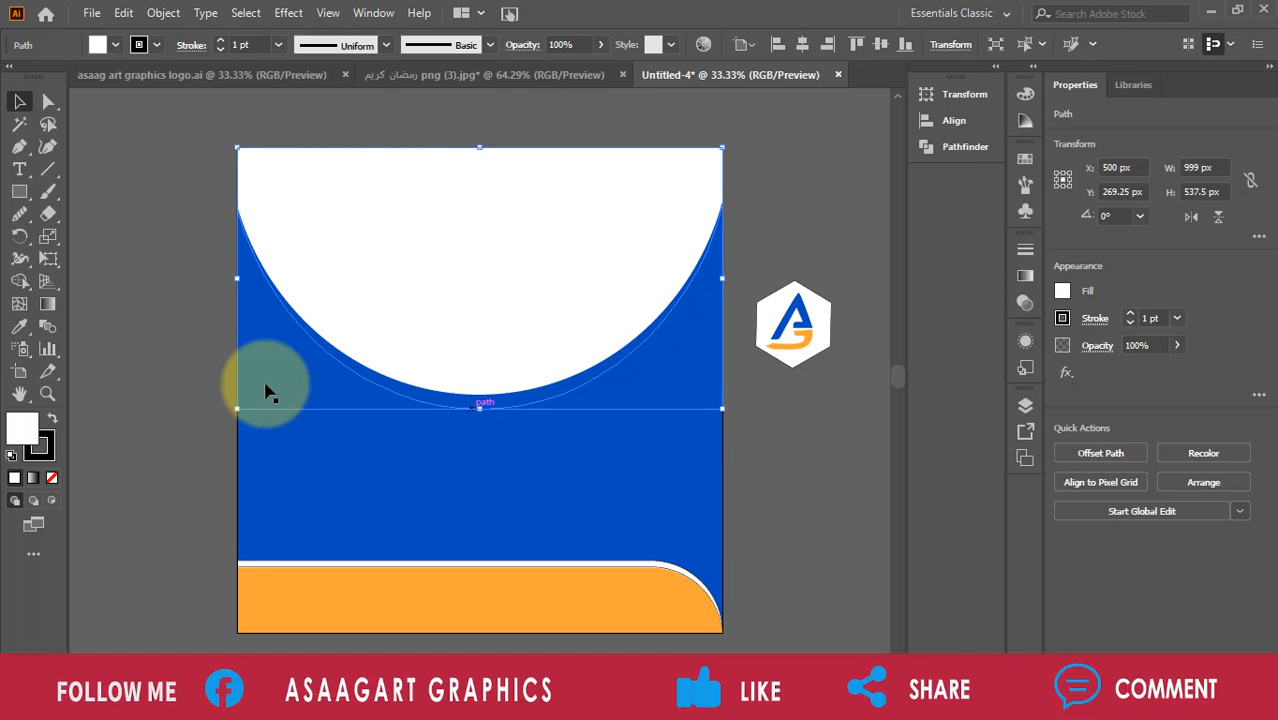 Ai File Edit Object Type Select Effect View Window Help Essentials Classic Search Adobe Stock
Path Stroke: 1 pt Uniform Basic Opacity: 100% Style: Transform
asaag art graphics logo.ai @ 33.33% (RGB/Preview) رمضان كريم png (3).jpg* @ 64.29% (RGB/Preview) Untitled-4* @ 33.33% (RGB/Preview)
Transform
Align
Pathfinder
Properties Libraries
Path
Transform
X: 500 px W: 999 px
Y: 269.25 px H: 537.5 px
0°
Appearance
Fill
Stroke 1 pt
Opacity 100%
fx.
Quick Actions
Offset Path Recolor
Align to Pixel Grid Arrange
Start Global Edit
path
AG
FOLLOW ME ASAAGART GRAPHICS LIKE SHARE COMMENT